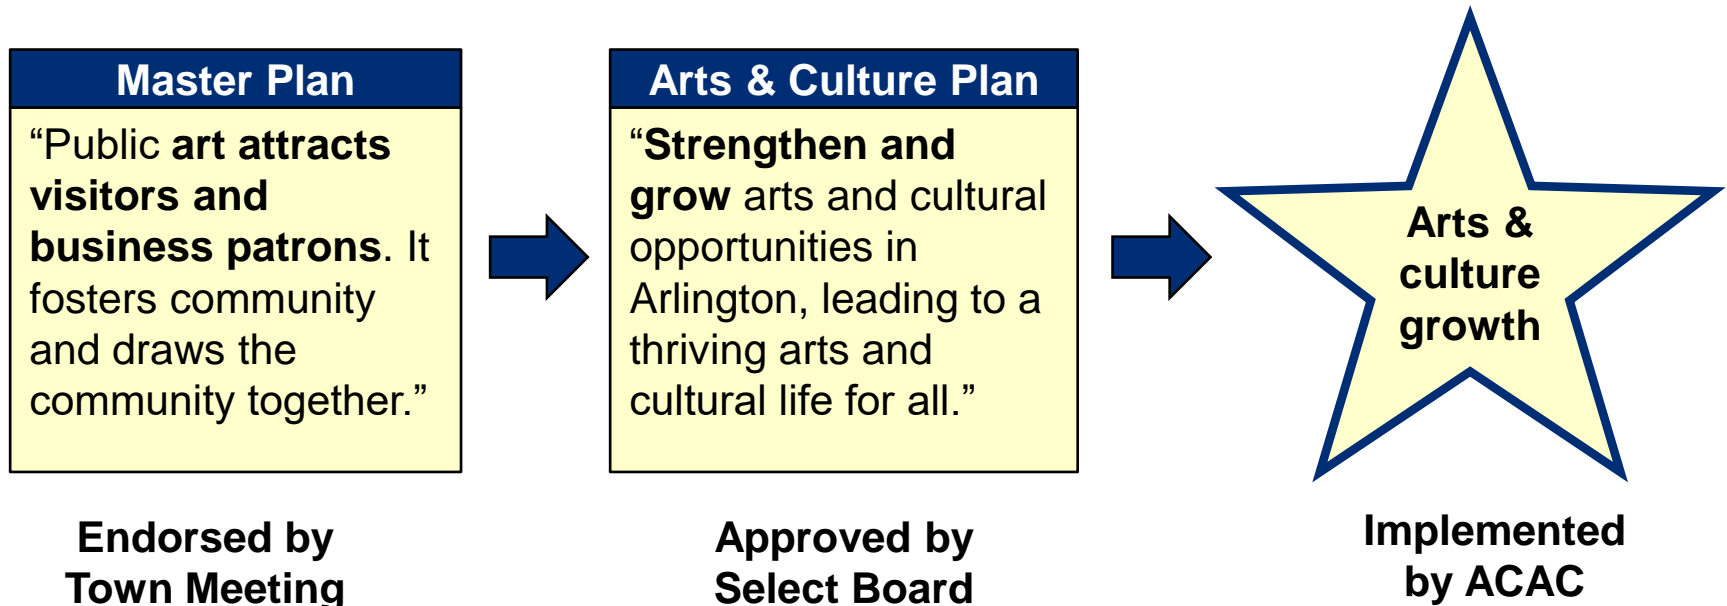 Master Plan
“Public art attracts
visitors and
business patrons. It
fosters community
and draws the
community together.”
Endorsed by
Town Meeting
Arts & Culture Plan
“Strengthen and
grow arts and cultural
opportunities in
Arlington, leading to a
thriving arts and
cultural life for all.”
Approved by
Select Board
Arts &
culture
growth
Implemented
by ACAC